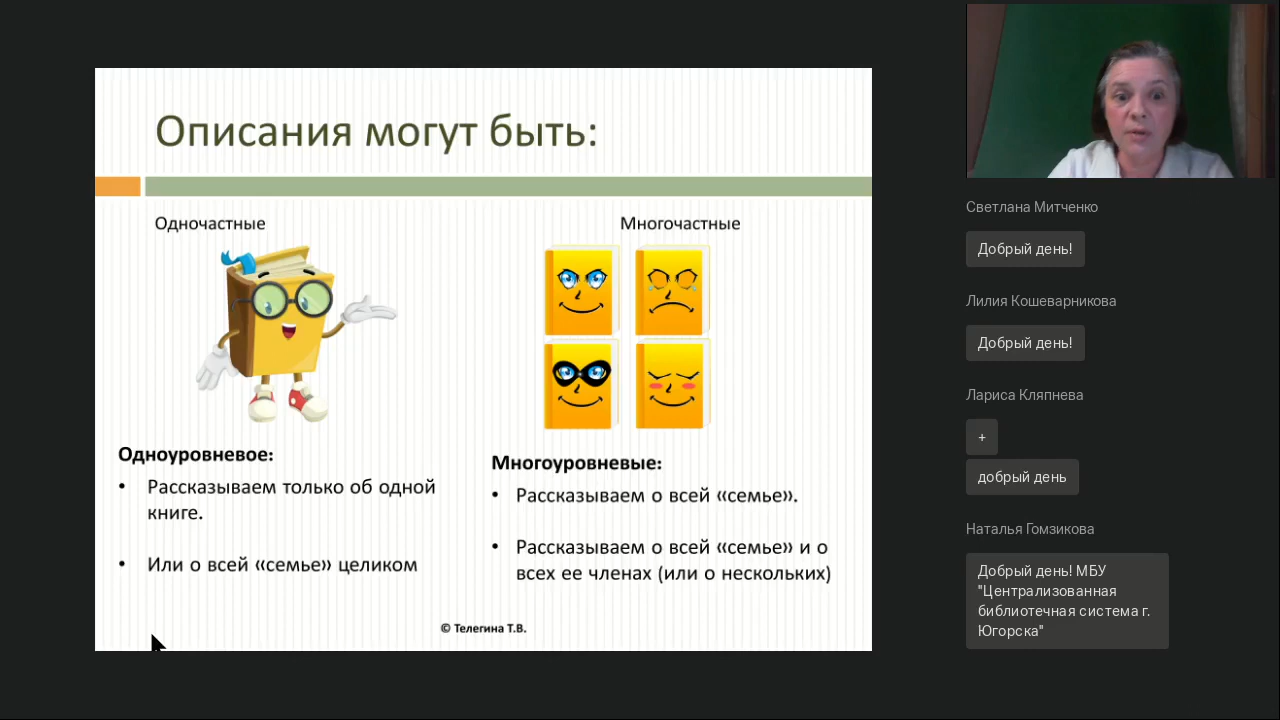 Описания могут быть:
Одночастные
Многочастные
Одноуровневое:
• Рассказываем только об одной
книге.
• Или о всей «семье» целиком
Многоуровневые:
• Рассказываем о всей «семье».
• Рассказываем о всей «семье» и о
всех ее членах (или о нескольких)
© Телегина Т.В.
Светлана Митченко
Добрый день!
Лилия Кошеварникова
Добрый день!
Лариса Кляпнева
+
добрый день
Наталья Гомзикова
Добрый день! МБУ
"Централизованная
библиотечная система г.
Югорска"